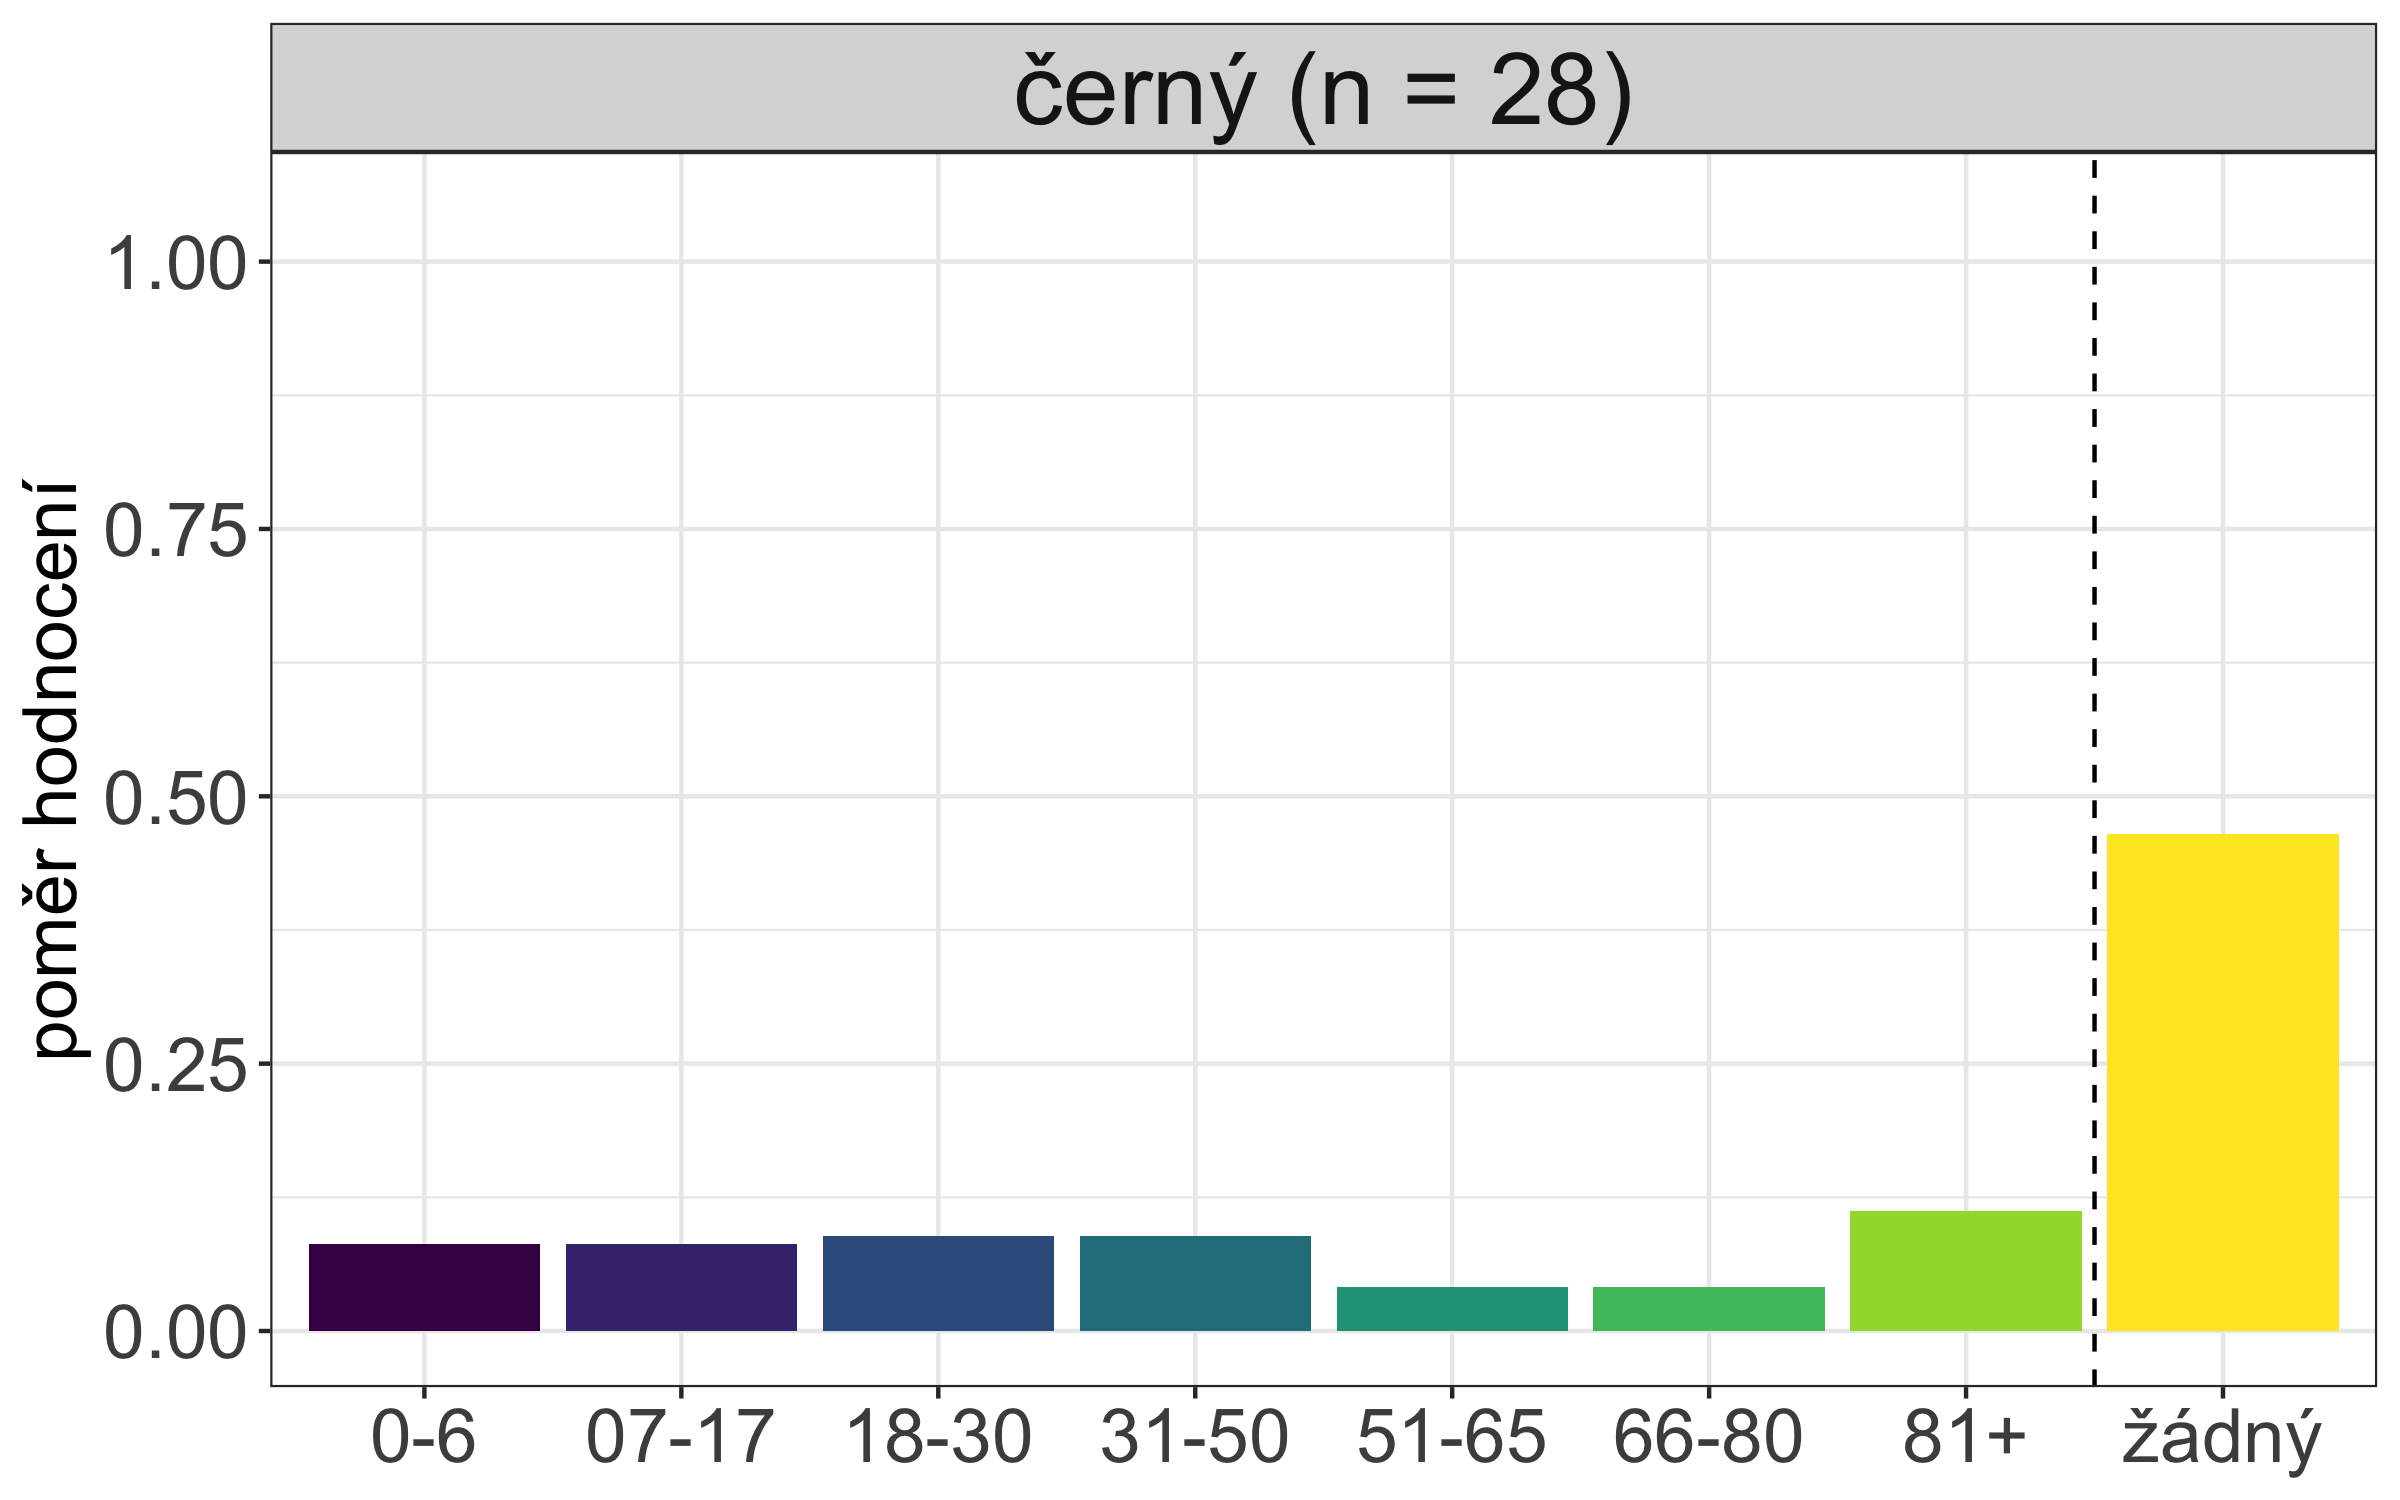 černý (n = 28)
poměr hodnocení
1.00
0.75
0.50
0.25
0.00
0-6 07-17 18-30 31-50 51-65 66-80 81+ žádný